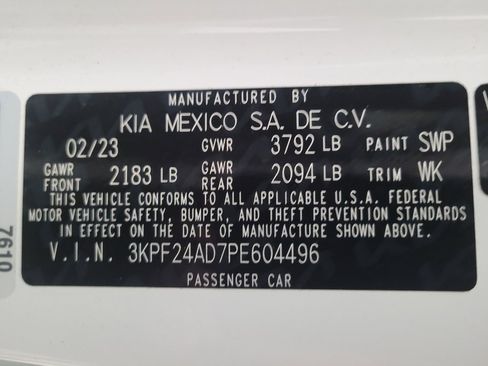 MANUFACTURED BY
KIA MEXICO S.A. DE C.V.
02/23 GVWR 3792 LB PAINT SWP
GAWR FRONT 2183 LB GAWR REAR 2094 LB TRIM WK
THIS VEHICLE CONFORMS TO ALL APPLICABLE U.S.A. FEDERAL
MOTOR VEHICLE SAFETY, BUMPER, AND THEFT PREVENTION STANDARDS
IN EFFECT ON THE DATE OF MANUFACTURE SHOWN ABOVE.
V.I.N. 3KPF24AD7PE604496
PASSENGER CAR
7610